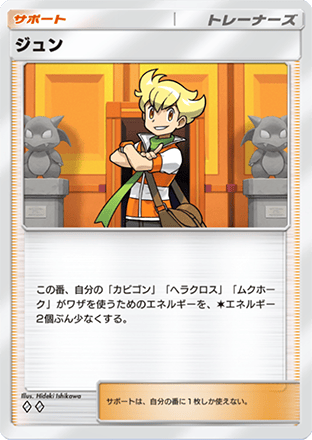 サポート
トレーナーズ
ジュン
この番、自分の「カビゴン」「ヘラクロス」「ムクホー
ク」がワザを使うためのエネルギーを、✶エネルギー
2個ぶん少なくする。
Illus. Hideki Ishikawa
サポートは、自分の番に1枚しか使えない。